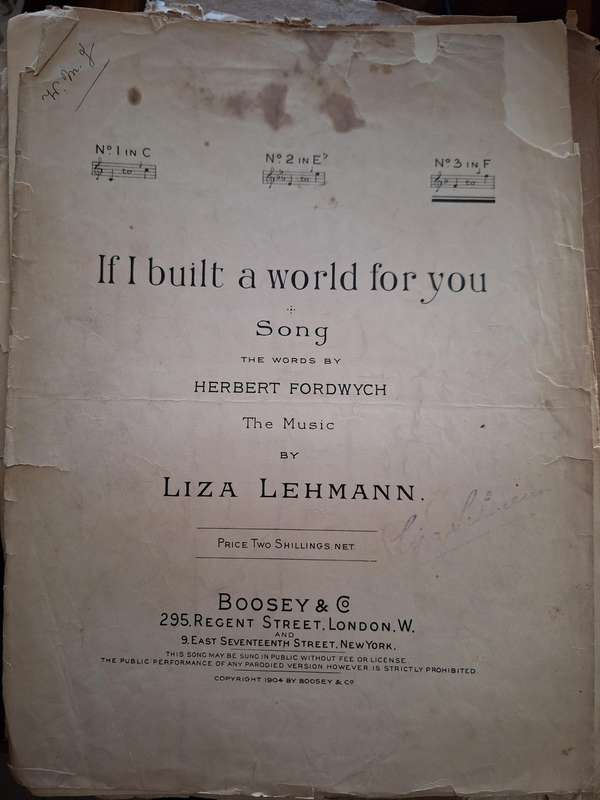 Nº 1 IN C
Nº 2 IN E♭
Nº 3 IN F
to
to
to
If I built a world for you
Song
THE WORDS BY
HERBERT FORDWYCH
The Music
BY
LIZA LEHMANN.
PRICE TWO SHILLINGS. NET.
BOOSEY & Cº
295, REGENT STREET, LONDON, W.
AND
9, EAST SEVENTEENTH STREET, NEW YORK.
THIS SONG MAY BE SUNG IN PUBLIC WITHOUT FEE OR LICENSE.
THE PUBLIC PERFORMANCE OF ANY PARODIED VERSION HOWEVER IS STRICTLY PROHIBITED.
COPYRIGHT 1904 BY BOOSEY & Cº